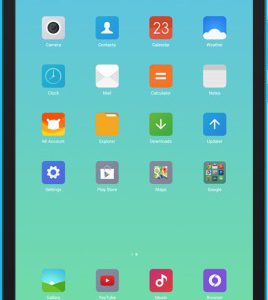 23
Camera Contacts Calendar Weather
Clock Mail Calculator Notes
Mi Account Explorer Downloads Updater
Settings Play Store Maps Google
Gallery YouTube Music Browser